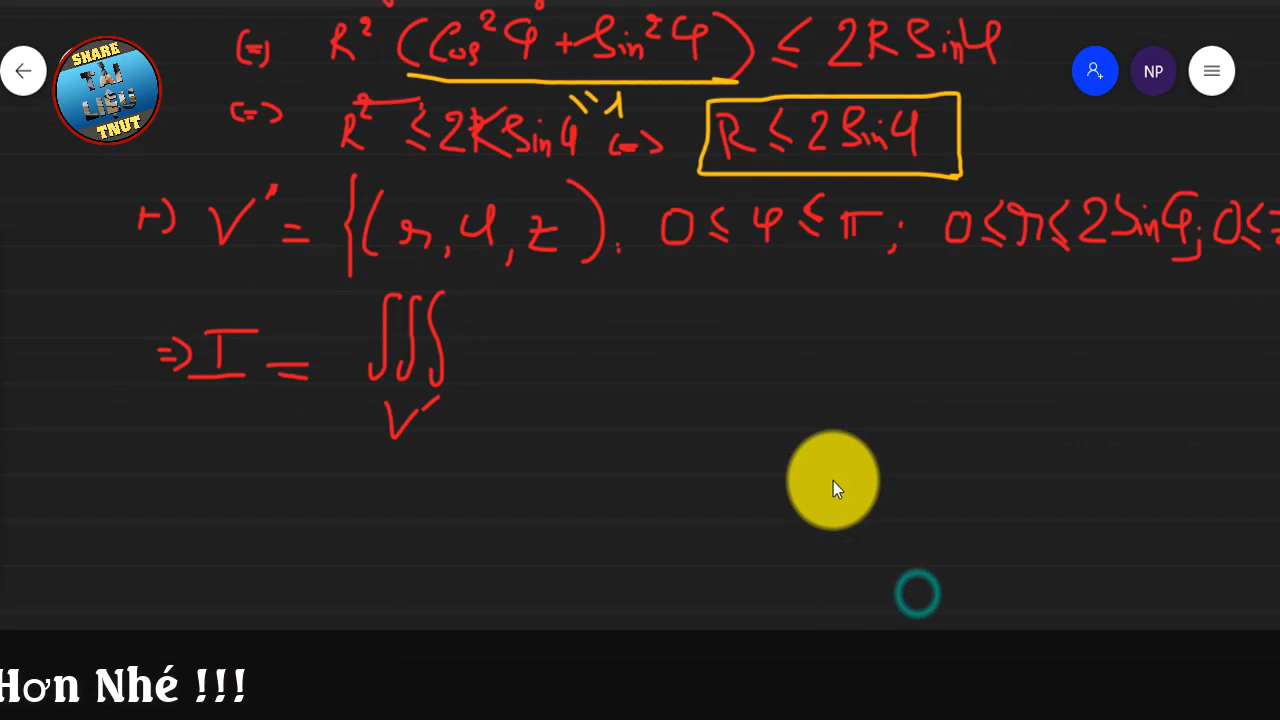 (=) R² (Cos²φ + Sin²φ) ≤ 2R Sinφ
SHARE
TÀI
LIỆU
TNUT
NP
=1
(=) R² ≤ 2R Sinφ (=) R ≤ 2 Sinφ
+) V' = {(r, φ, z): 0 ≤ φ ≤ π; 0 ≤ r ≤ 2 Sinφ; 0 ≤ z
=) I = ∭
V'
Hơn Nhé !!!